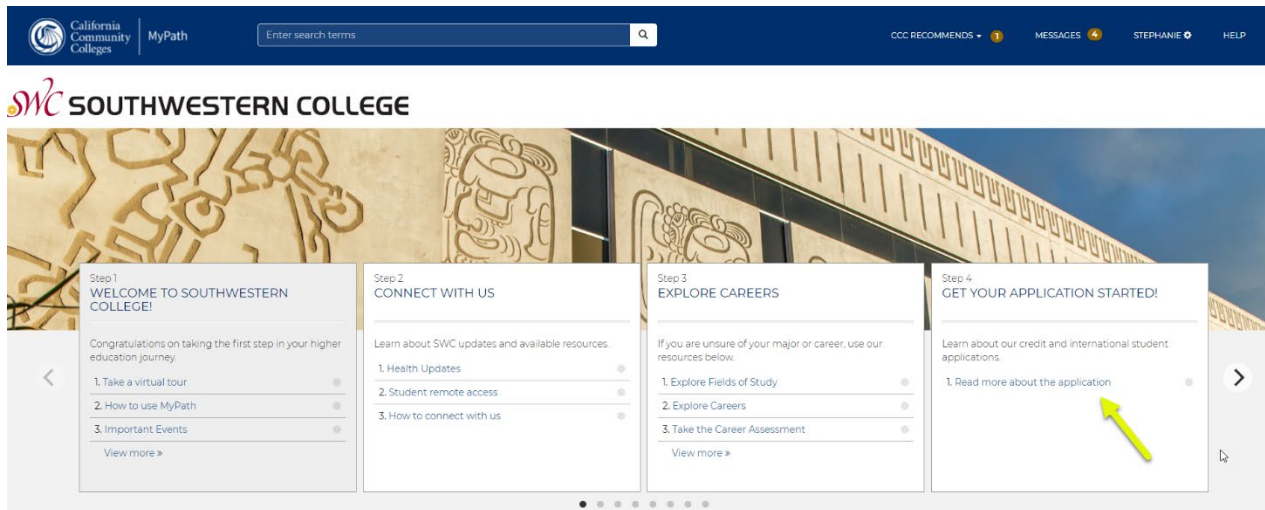 California
Community
Colleges
MyPath
Enter search terms
CCC RECOMMENDS 1
MESSAGES 4
STEPHANIE
HELP
SWC SOUTHWESTERN COLLEGE
Step 1
WELCOME TO SOUTHWESTERN
COLLEGE!
Congratulations on taking the first step in your higher
education journey.
1. Take a virtual tour
2. How to use MyPath
3. Important Events
View more »
Step 2
CONNECT WITH US
Learn about SWC updates and available resources.
1. Health Updates
2. Student remote access
3. How to connect with us
Step 3
EXPLORE CAREERS
If you are unsure of your major or career, use our
resources below.
1. Explore Fields of Study
2. Explore Careers
3. Take the Career Assessment
View more »
Step 4
GET YOUR APPLICATION STARTED!
Learn about our credit and international student
applications.
1. Read more about the application